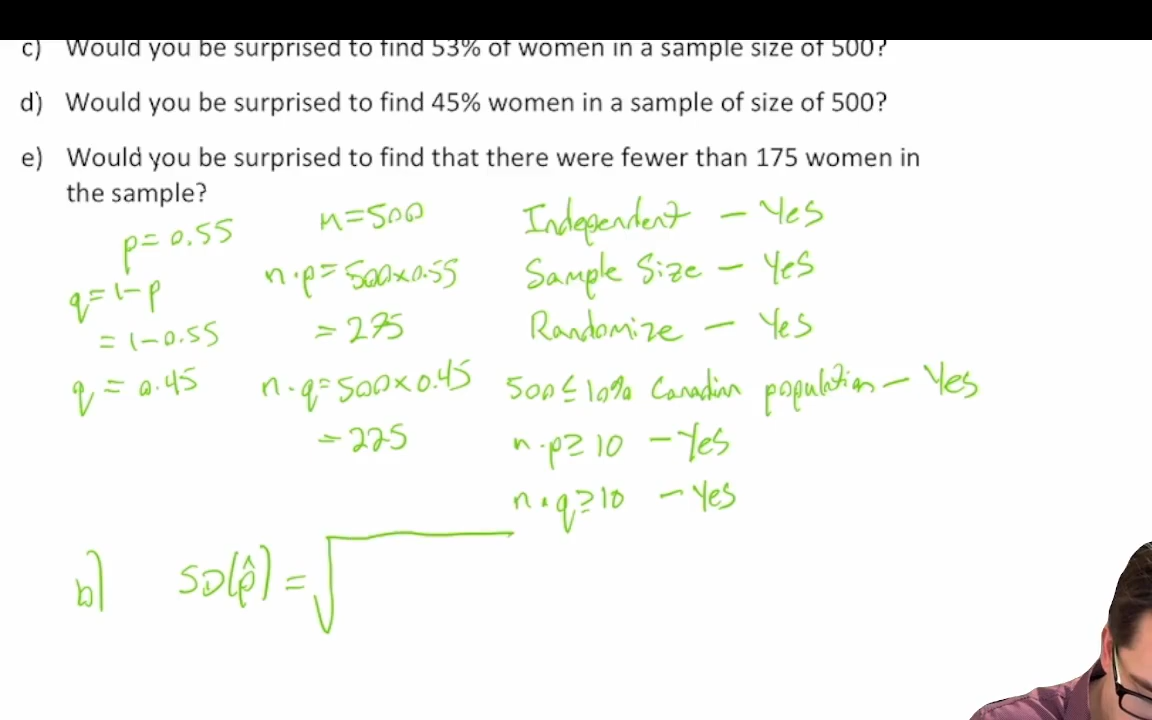 c) Would you be surprised to find 53% of women in a sample size of 500?
d) Would you be surprised to find 45% women in a sample of size of 500?
e) Would you be surprised to find that there were fewer than 175 women in
the sample?
p=0.55
q=1-p
=1-0.55
q=0.45
n=500
n·p=500×0.55
=275
n·q=500×0.45
=225
Independent - Yes
Sample Size - Yes
Randomize - Yes
500≤10% Canadian population - Yes
n·p≥10 - Yes
n·q≥10 - Yes
b) SD(p̂)=√